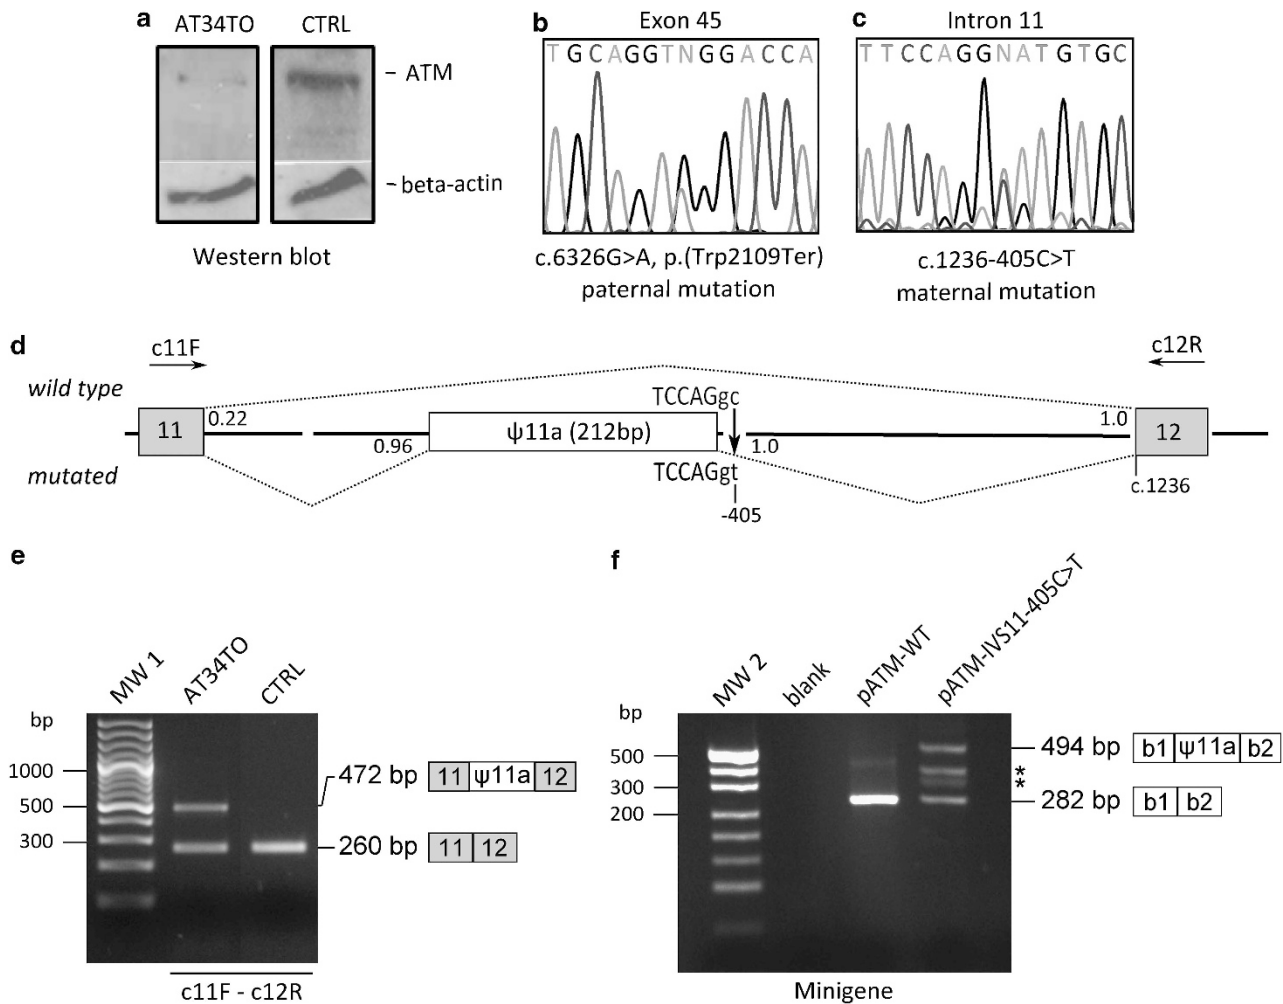 a
AT34TO
CTRL
– ATM
– beta-actin
Western blot
b
Exon 45
T G C A G G T N G G A C C A
c.6326G>A, p.(Trp2109Ter)
paternal mutation
c
Intron 11
T T C C A G G N A T G T G C
c.1236-405C>T
maternal mutation
d
c11F
c12R
wild type
TCCAGgc
11
0.22
0.96
ψ11a (212bp)
1.0
1.0
12
mutated
TCCAGgt
-405
c.1236
e
MW 1
AT34TO
CTRL
bp
1000
500
300
472 bp
11 ψ11a 12
260 bp
11 12
c11F - c12R
f
MW 2
blank
pATM-WT
pATM-IVS11-405C>T
bp
500
300
200
494 bp
b1 ψ11a b2
*
*
282 bp
b1 b2
Minigene